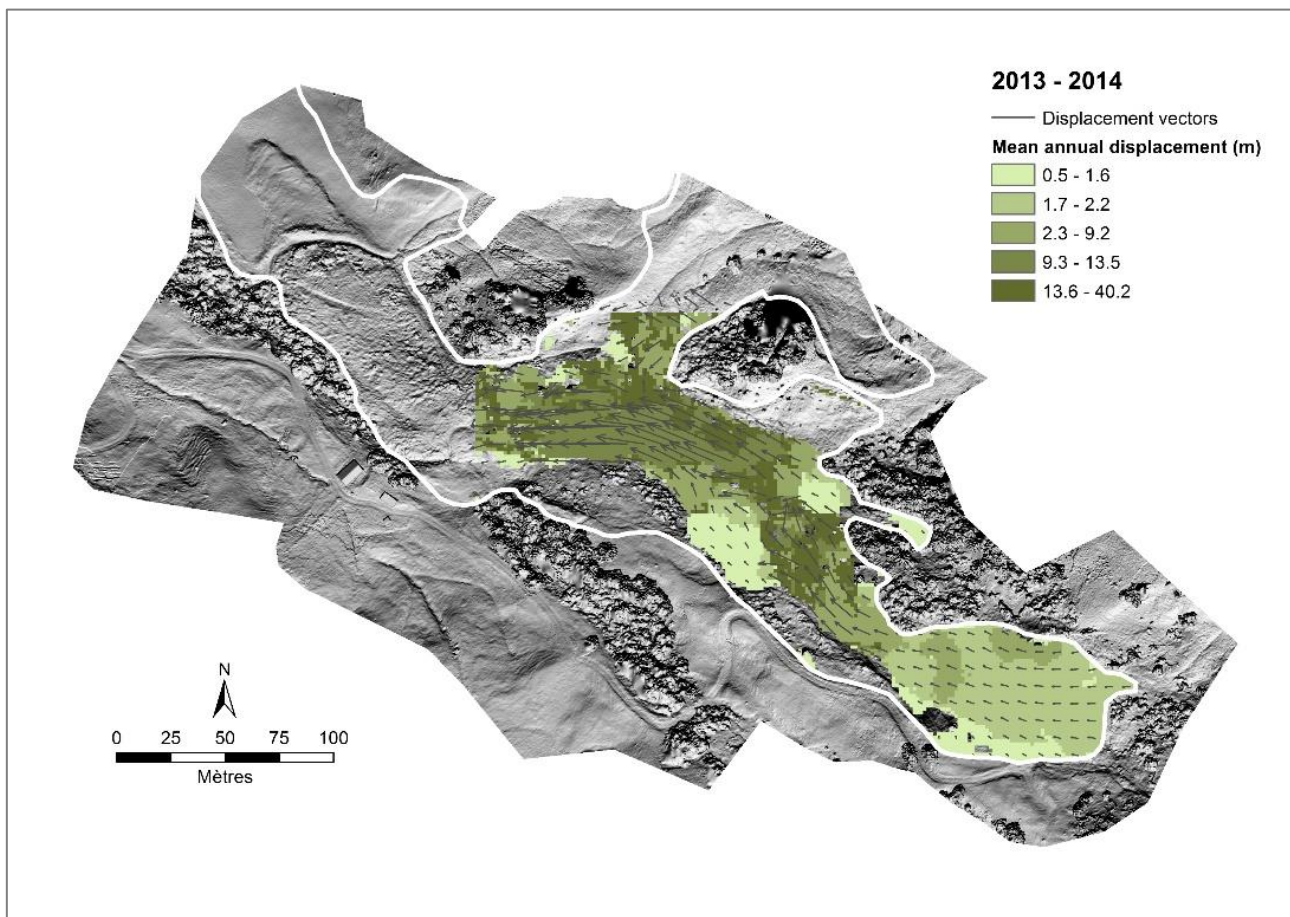 2013 - 2014
Displacement vectors
Mean annual displacement (m)
0.5 - 1.6
1.7 - 2.2
2.3 - 9.2
9.3 - 13.5
13.6 - 40.2
N
0 25 50 75 100
Mètres